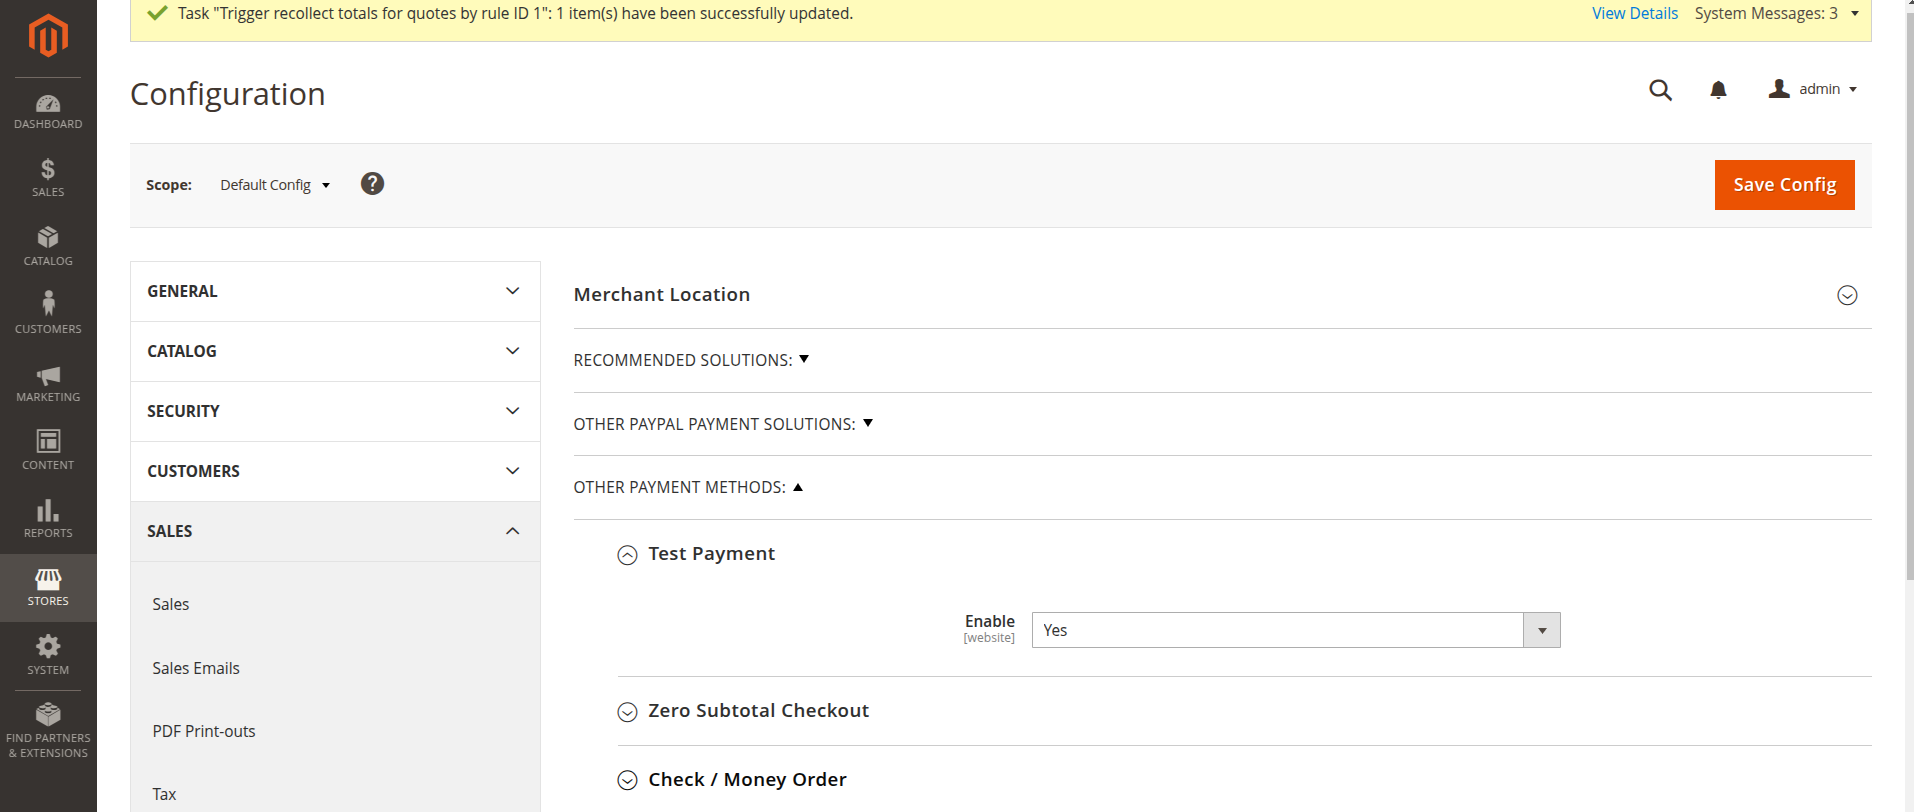 Task "Trigger recollect totals for quotes by rule ID 1": 1 item(s) have been successfully updated.
View Details
System Messages: 3
Configuration
admin
Scope:
Default Config
?
Save Config
DASHBOARD
$
SALES
CATALOG
CUSTOMERS
MARKETING
CONTENT
REPORTS
STORES
SYSTEM
FIND PARTNERS
& EXTENSIONS
GENERAL
CATALOG
SECURITY
CUSTOMERS
SALES
Sales
Sales Emails
PDF Print-outs
Tax
Merchant Location
RECOMMENDED SOLUTIONS:
OTHER PAYPAL PAYMENT SOLUTIONS:
OTHER PAYMENT METHODS:
Test Payment
Enable
[website]
Yes
Zero Subtotal Checkout
Check / Money Order